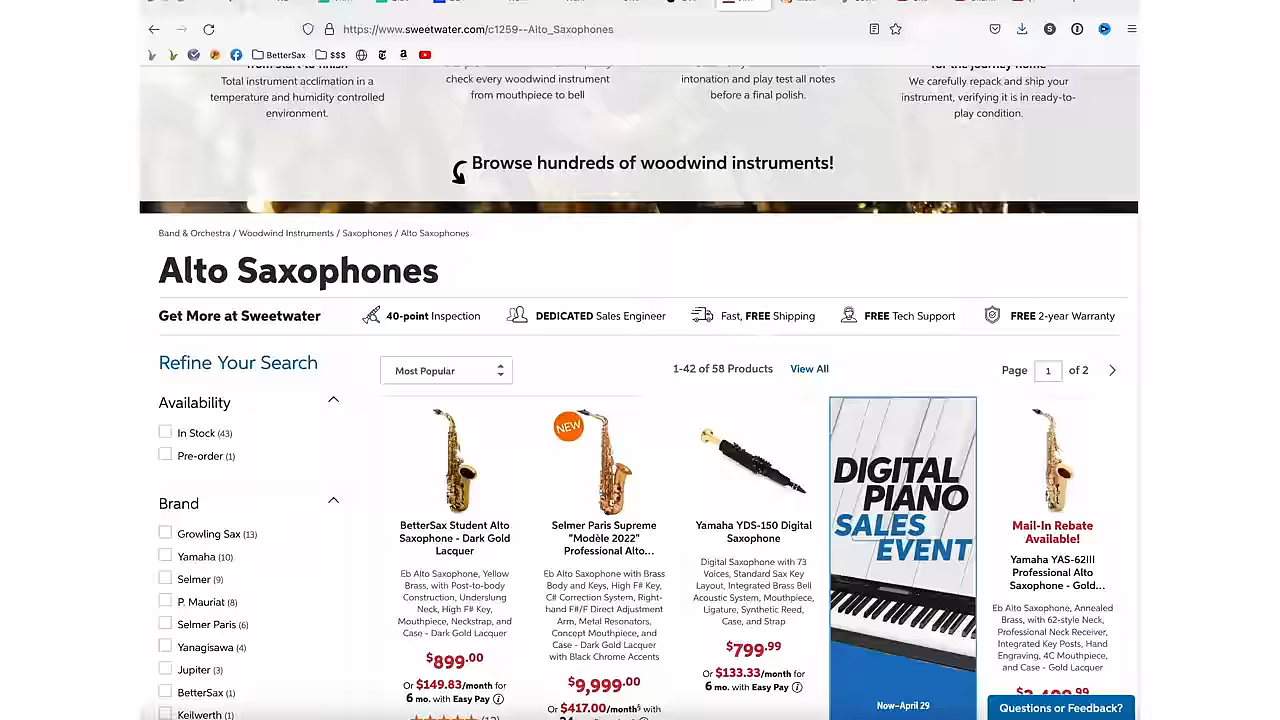 https://www.sweetwater.com/c1259--Alto_Saxophones
BetterSax
$$$
from start to finish
Total instrument acclimation in a
temperature and humidity controlled
environment.
check every woodwind instrument
from mouthpiece to bell
intonation and play test all notes
before a final polish.
for the journey home
We carefully repack and ship your
instrument, verifying it is in ready-to-
play condition.
Browse hundreds of woodwind instruments!
Band & Orchestra / Woodwind Instruments / Saxophones / Alto Saxophones
Alto Saxophones
Get More at Sweetwater
40-point Inspection
DEDICATED Sales Engineer
Fast, FREE Shipping
FREE Tech Support
FREE 2-year Warranty
Refine Your Search
Most Popular
1-42 of 58 Products
View All
Page 1 of 2
Availability
In Stock (43)
Pre-order (1)
Brand
Growling Sax (13)
Yamaha (10)
Selmer (9)
P. Mauriat (8)
Selmer Paris (6)
Yanagisawa (4)
Jupiter (3)
BetterSax (1)
Keilwerth (1)
BetterSax Student Alto
Saxophone - Dark Gold
Lacquer
Eb Alto Saxophone, Yellow
Brass, with Post-to-body
Construction, Underslung
Neck, High F# Key,
Mouthpiece, Neckstrap, and
Case - Dark Gold Lacquer
$899.00
Or $149.83/month for
6 mo. with Easy Pay
NEW
Selmer Paris Supreme
"Modèle 2022"
Professional Alto...
Eb Alto Saxophone with Brass
Body and Keys, High F# Key,
C# Correction System, Right-
hand F#/F Direct Adjustment
Arm, Metal Resonators,
Concept Mouthpiece, and
Case - Dark Gold Lacquer
with Black Chrome Accents
$9,999.00
Or $417.00/month§ with
Yamaha YDS-150 Digital
Saxophone
Digital Saxophone with 73
Voices, Standard Sax Key
Layout, Integrated Brass Bell
Acoustic System, Mouthpiece,
Ligature, Synthetic Reed,
Case, and Strap
$799.99
Or $133.33/month for
6 mo. with Easy Pay
DIGITAL
PIANO
SALES
EVENT
Now–April 29
Mail-In Rebate
Available!
Yamaha YAS-62III
Professional Alto
Saxophone - Gold...
Eb Alto Saxophone, Annealed
Brass, with 62-style Neck,
Professional Neck Receiver,
Integrated Key Posts, Hand
Engraving, 4C Mouthpiece,
and Case - Gold Lacquer
Questions or Feedback?